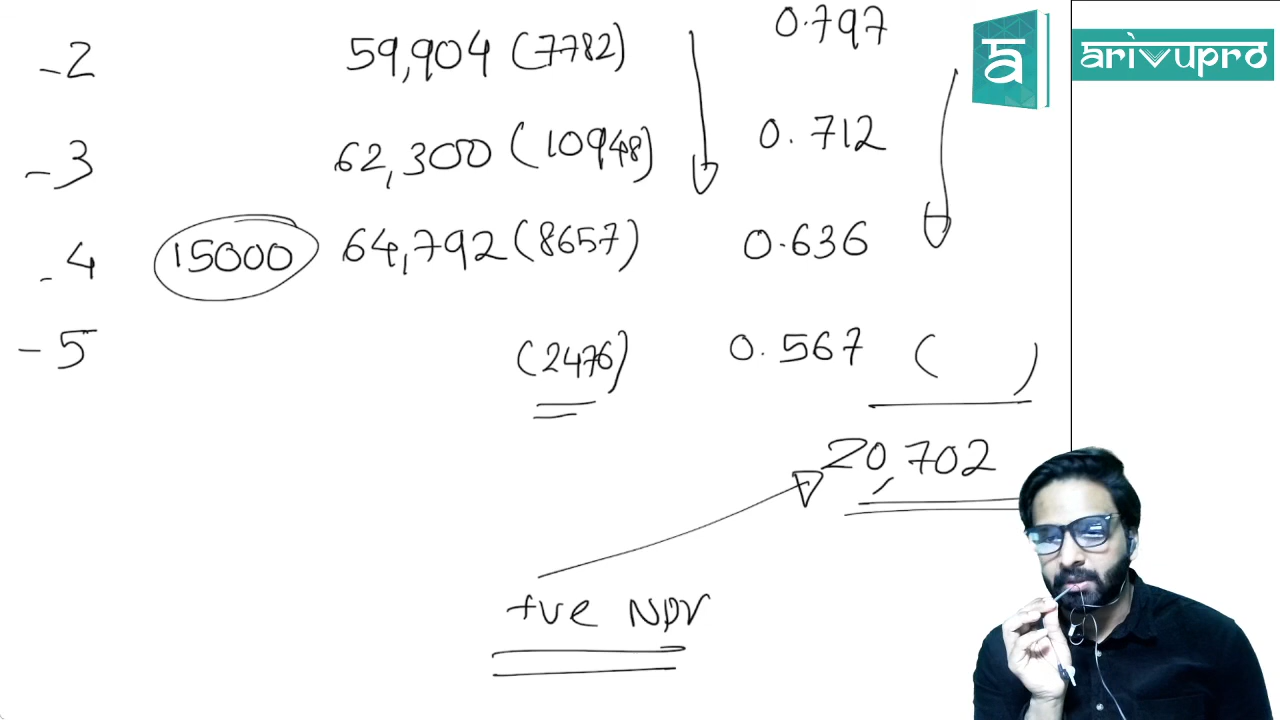 -2 59,904 (7782) 0.797
-3 62,300 (10948) 0.712
-4 15000 64,792 (8657) 0.636
-5 (2476) 0.567 ( )
20,702
+ve NPV
arivupro